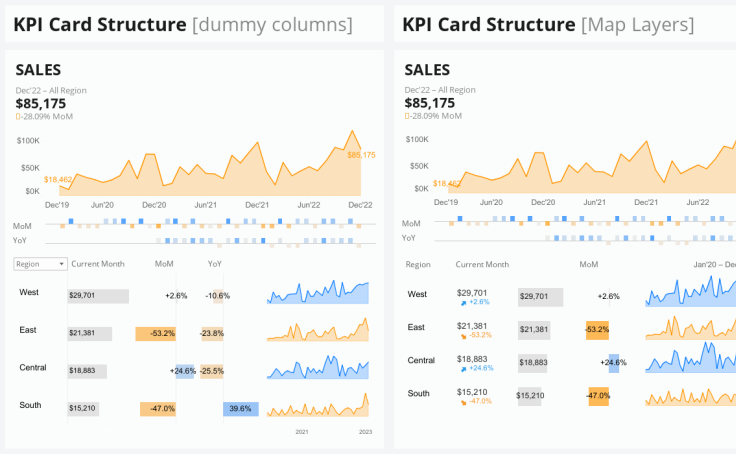 KPI Card Structure [dummy columns]
SALES
Dec'22 – All Region
$85,175
-28.09% MoM
$100K
$50K
$0K
$18,462
$85,175
Dec'19 Jun'20 Dec'20 Jun'21 Dec'21 Jun'22 Dec'22
MoM
YoY
Region Current Month MoM YoY
West $29,701 +2.6% -10.6%
East $21,381 -53.2% -23.8%
Central $18,883 +24.6% -25.5%
South $15,210 -47.0% 39.6%
2021 2023
KPI Card Structure [Map Layers]
SALES
Dec'22 – All Region
$85,175
-28.09% MoM
$100K
$50K
$0K
$18,462
Dec'19 Jun'20 Dec'20 Jun'21 Dec'21 Jun'22
MoM
YoY
Region Current Month MoM Jan'20 – Dec
West $29,701 +2.6% $29,701 +2.6%
East $21,381 -53.2% $21,381 -53.2%
Central $18,883 +24.6% $18,883 +24.6%
South $15,210 -47.0% $15,210 -47.0%